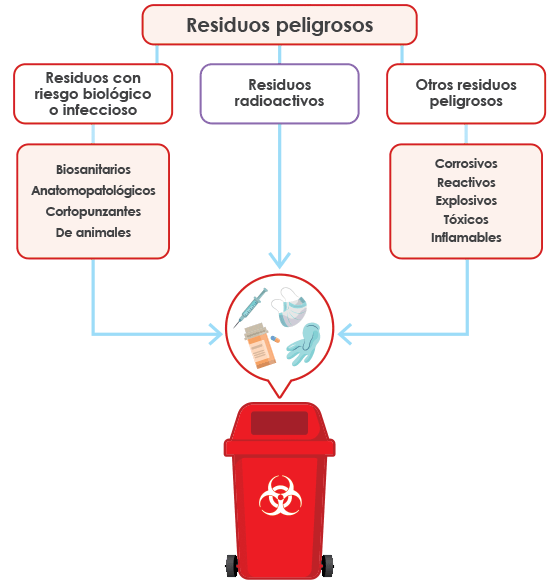 Residuos peligrosos
Residuos con
riesgo biológico
o infeccioso
Residuos
radioactivos
Otros residuos
peligrosos
Biosanitarios
Anatomopatológicos
Cortopunzantes
De animales
Corrosivos
Reactivos
Explosivos
Tóxicos
Inflamables